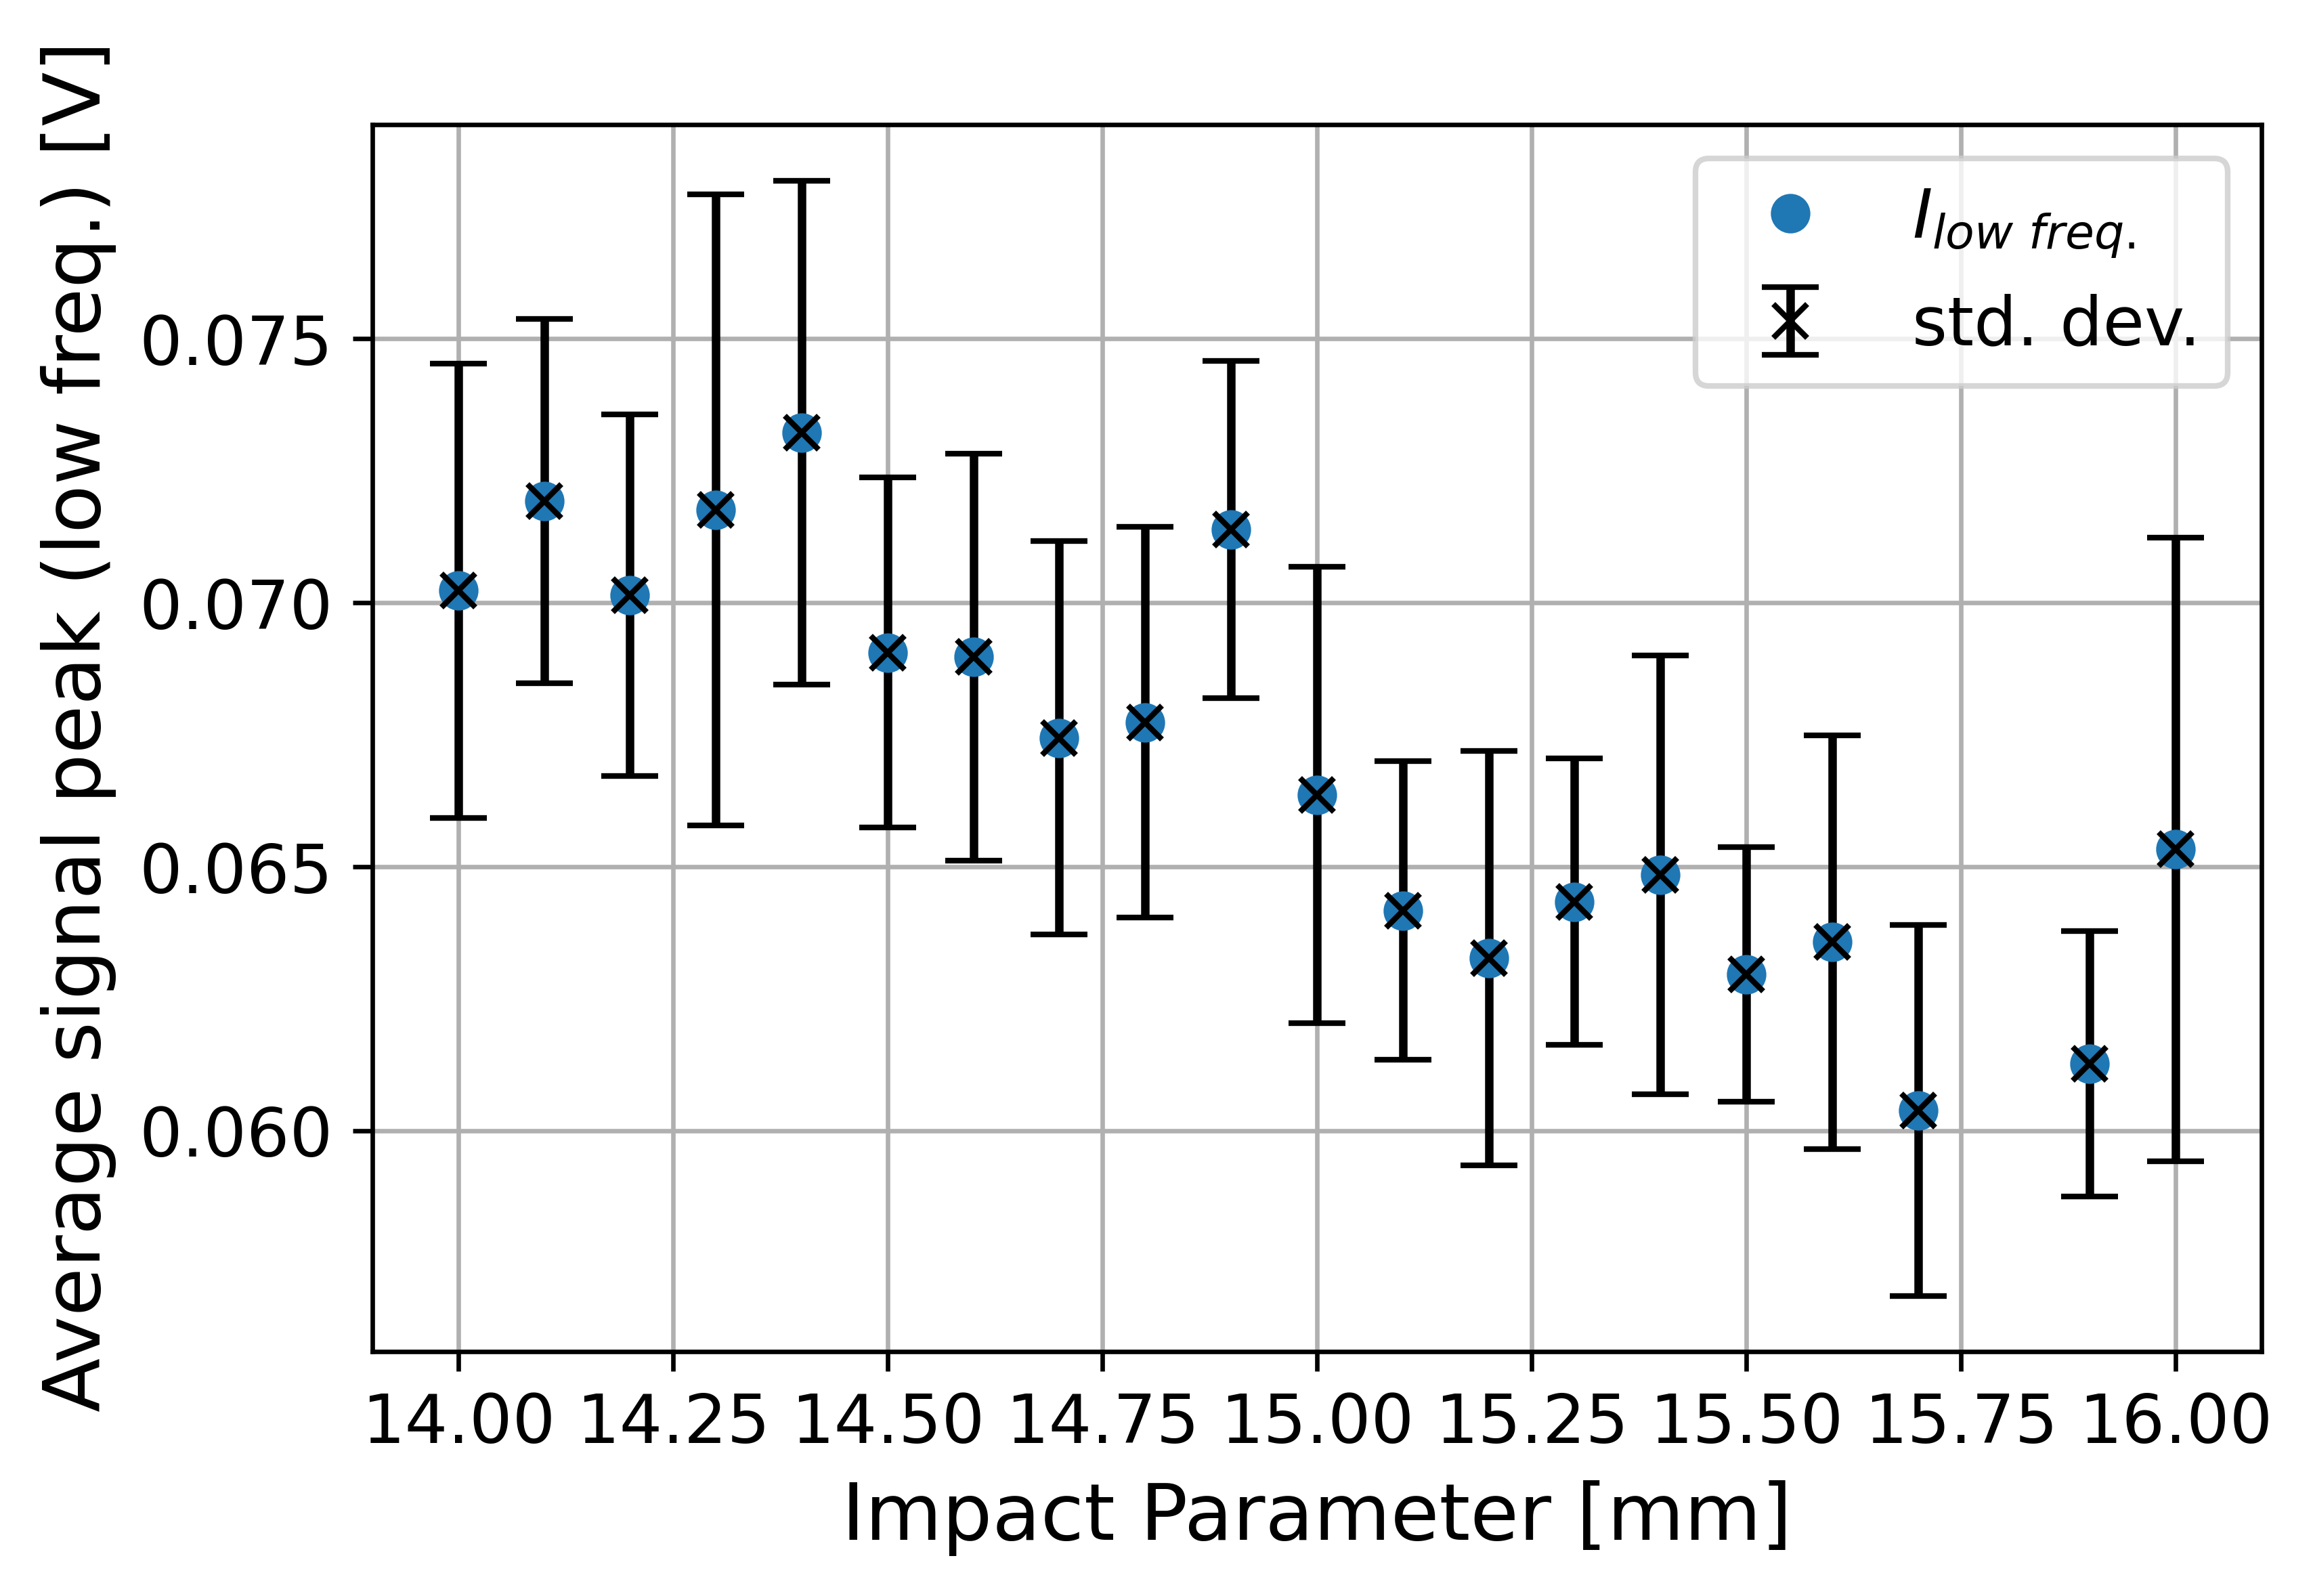 Average signal peak (low freq.) [V]
0.075
0.070
0.065
0.060
I low freq.
std. dev.
14.00 14.25 14.50 14.75 15.00 15.25 15.50 15.75 16.00
Impact Parameter [mm]